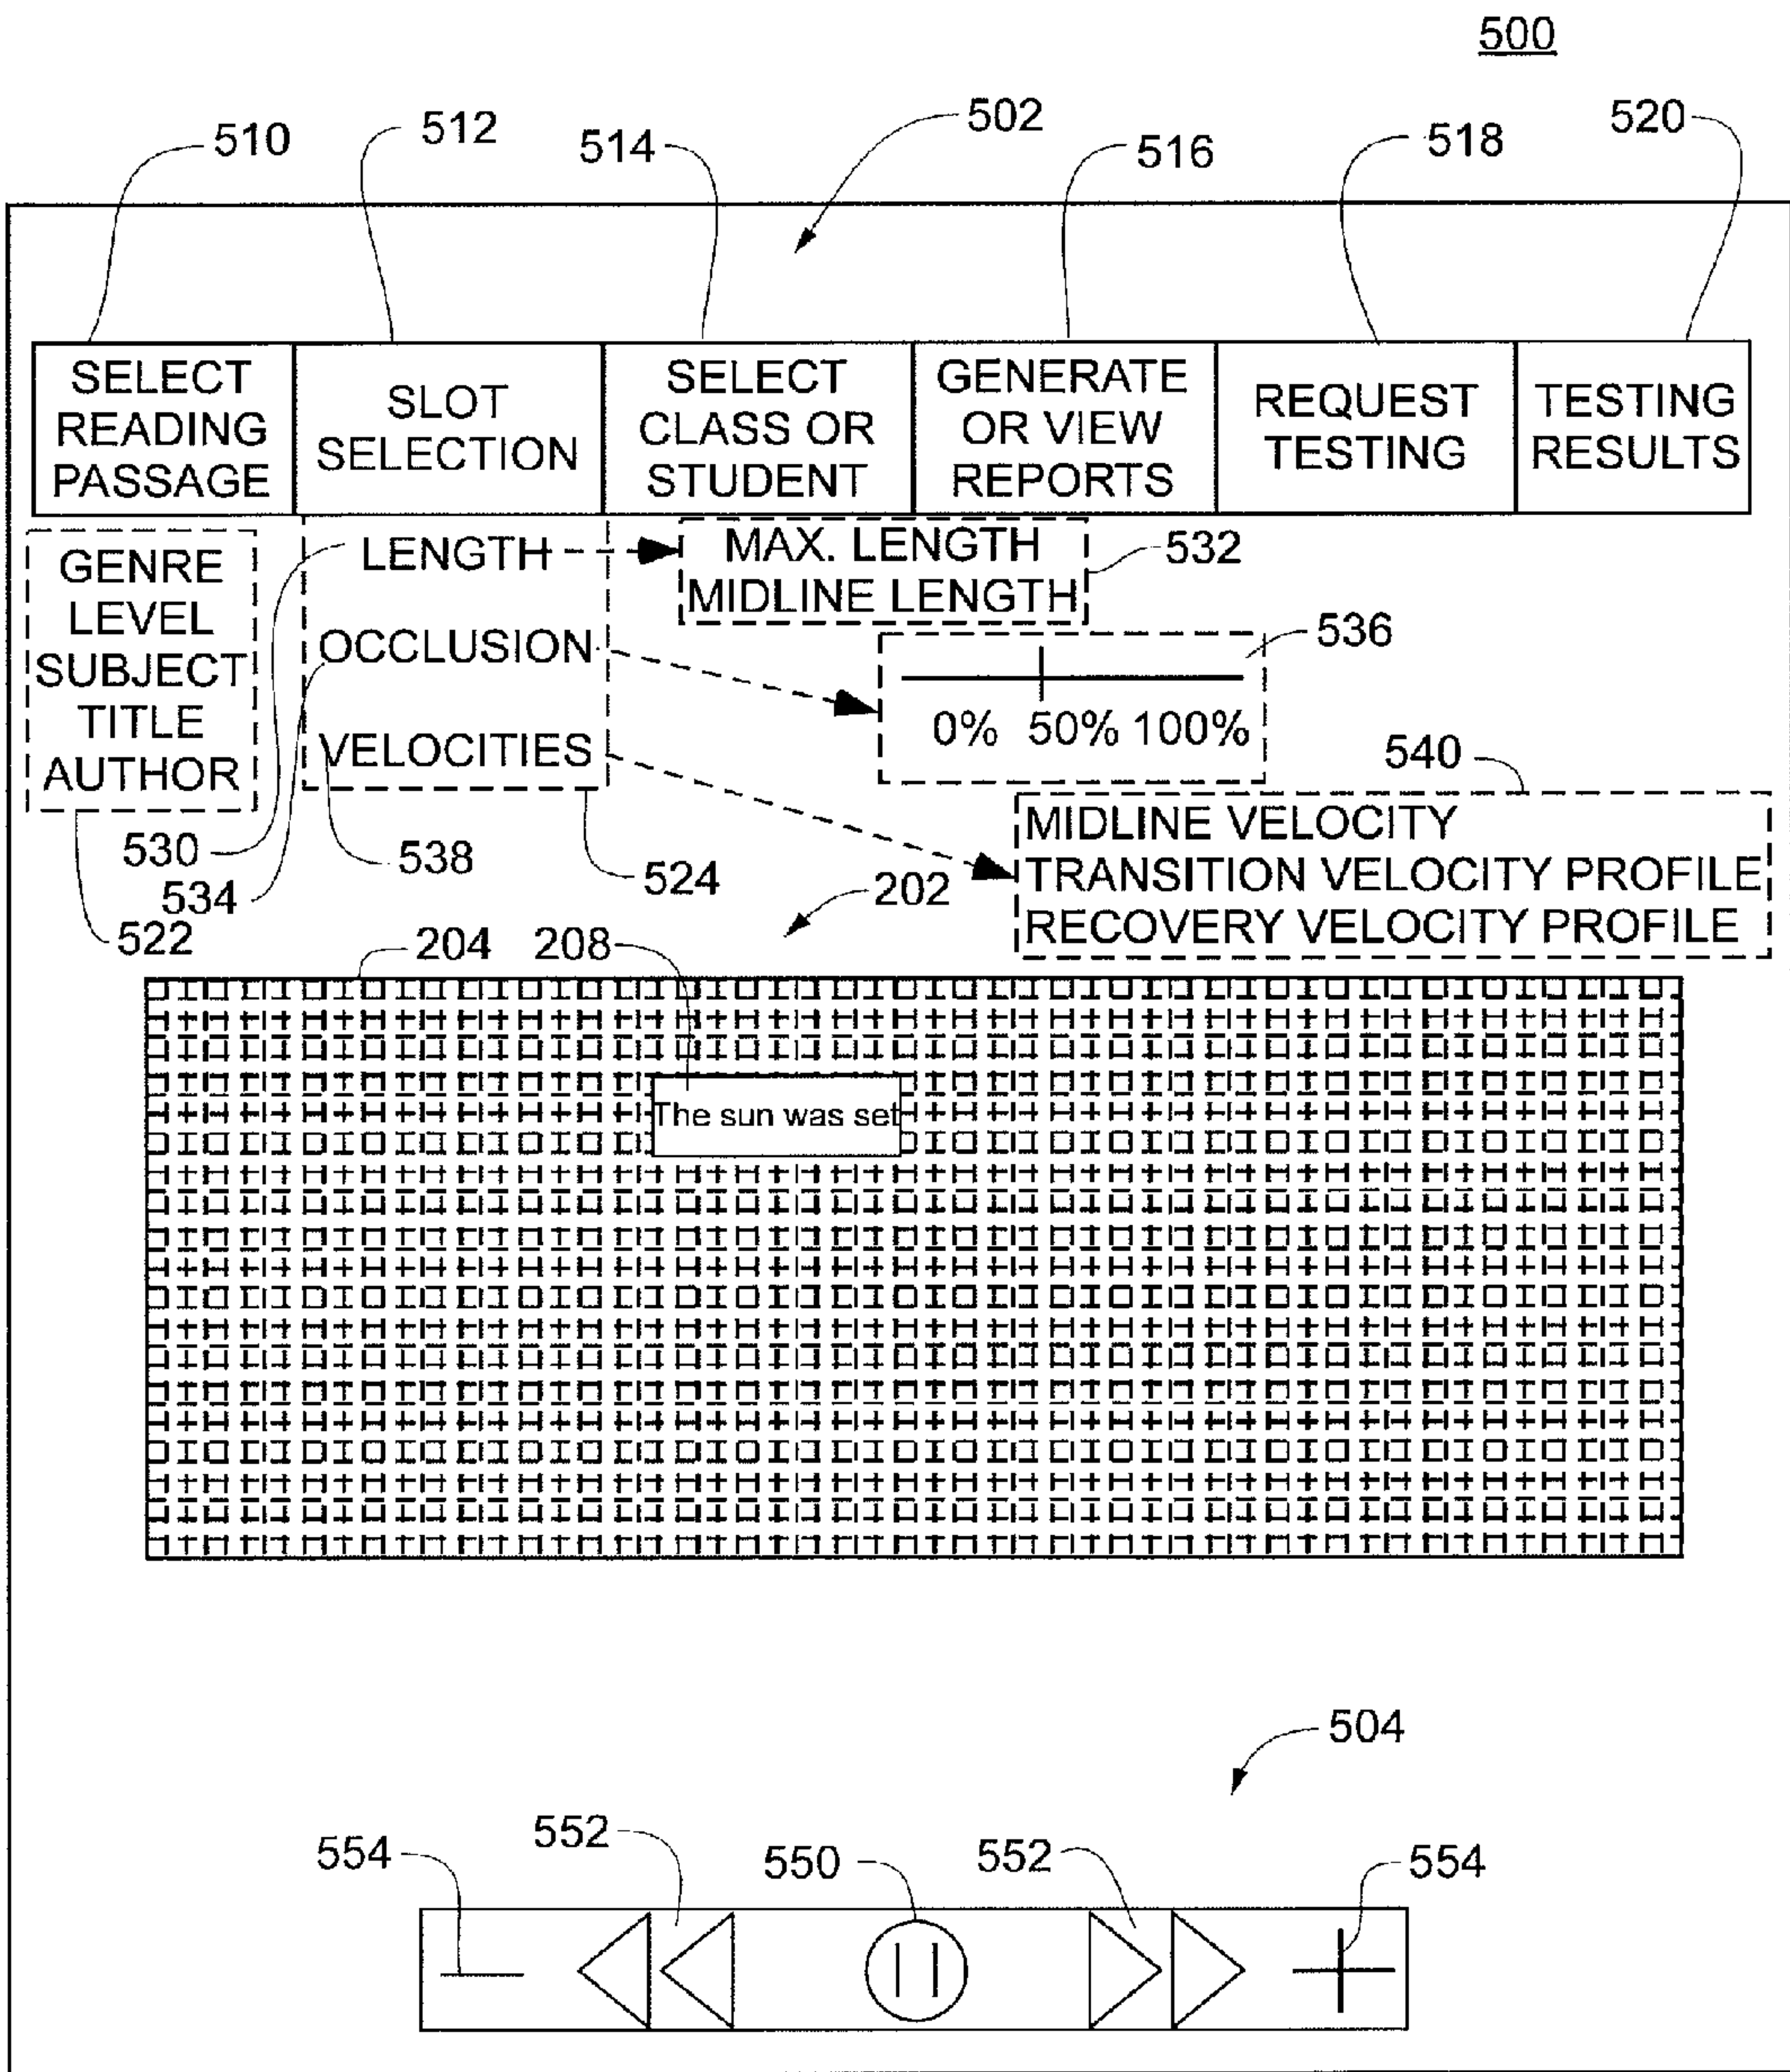 500
502
510
512
514
516
518
520
SELECT
READING
PASSAGE
SLOT
SELECTION
SELECT
CLASS OR
STUDENT
GENERATE
OR VIEW
REPORTS
REQUEST
TESTING
TESTING
RESULTS
GENRE
LEVEL
SUBJECT
TITLE
AUTHOR
LENGTH
OCCLUSION
VELOCITIES
MAX. LENGTH
MIDLINE LENGTH
532
536
0% 50% 100%
540
MIDLINE VELOCITY
TRANSITION VELOCITY PROFILE
RECOVERY VELOCITY PROFILE
530
538
534
524
522
202
204
208
The sun was set
504
554
552
550
552
554